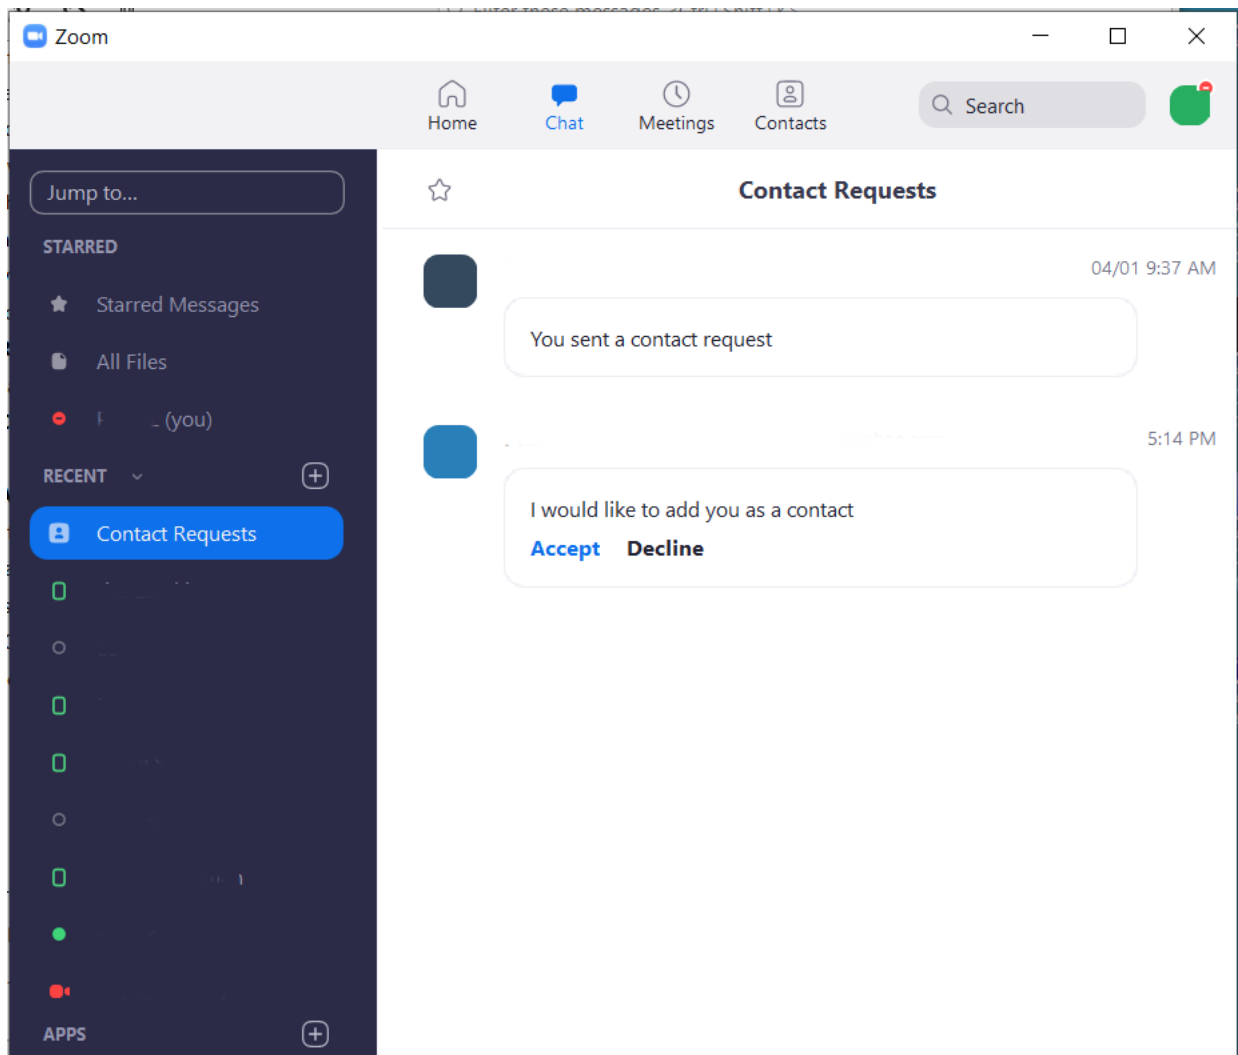 Zoom
Home
Chat
Meetings
Contacts
Search
Jump to...
STARRED
Starred Messages
All Files
(you)
RECENT
Contact Requests
APPS
Contact Requests
04/01 9:37 AM
You sent a contact request
5:14 PM
I would like to add you as a contact
Accept Decline